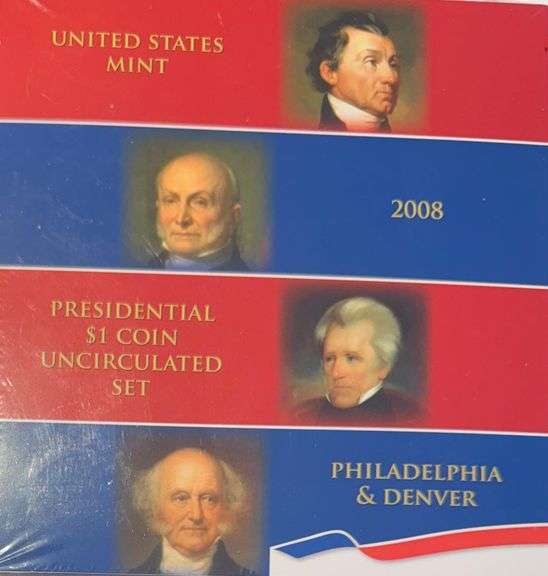 UNITED STATES
MINT
2008
PRESIDENTIAL
$1 COIN
UNCIRCULATED
SET
PHILADELPHIA
& DENVER